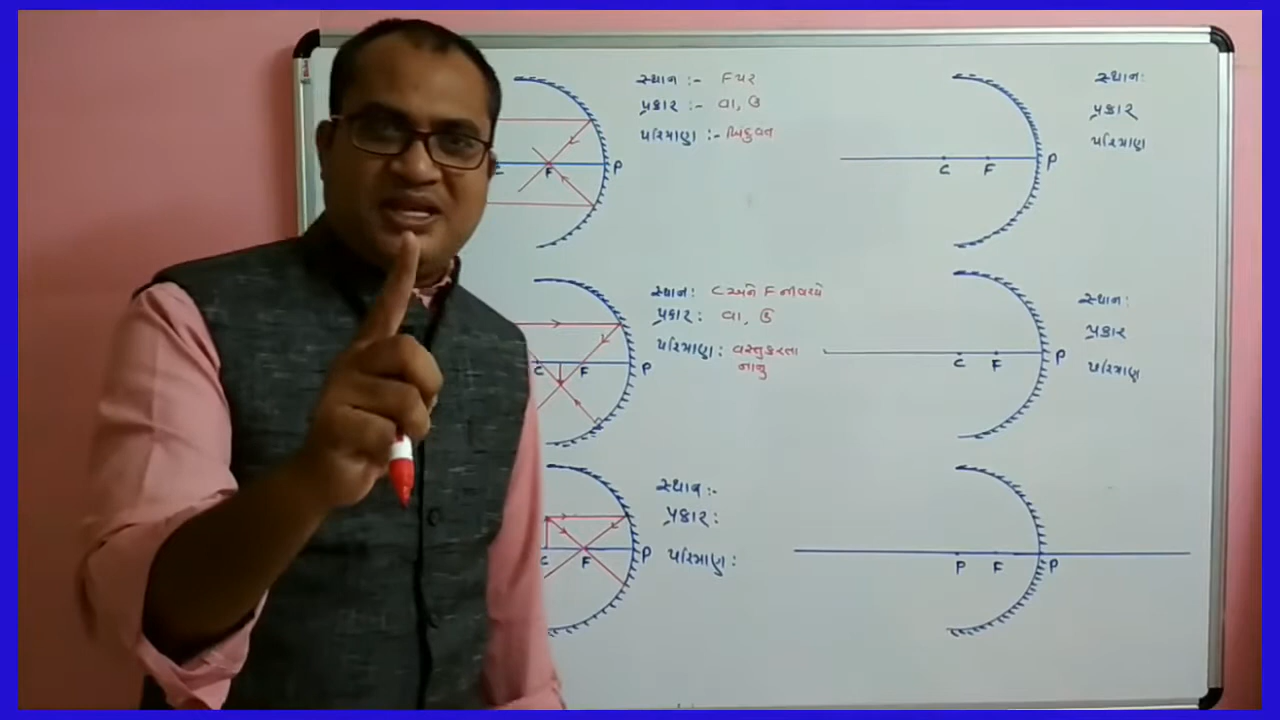 સ્થાન :- F પર
પ્રકાર :- વા, ઉ
પરિમાણ :- બિંદુવત
C F P
સ્થાન: C અને F ની વચ્ચે
પ્રકાર : વા, ઉ
પરિમાણ : વસ્તુ કરતા
નાનુ
C F P
સ્થાન :-
પ્રકાર :
પરિમાણ :
C F P
સ્થાન:
પ્રકાર
પરિમાણ
C F P
સ્થાન:
પ્રકાર
પરિમાણ
C F P
P F P